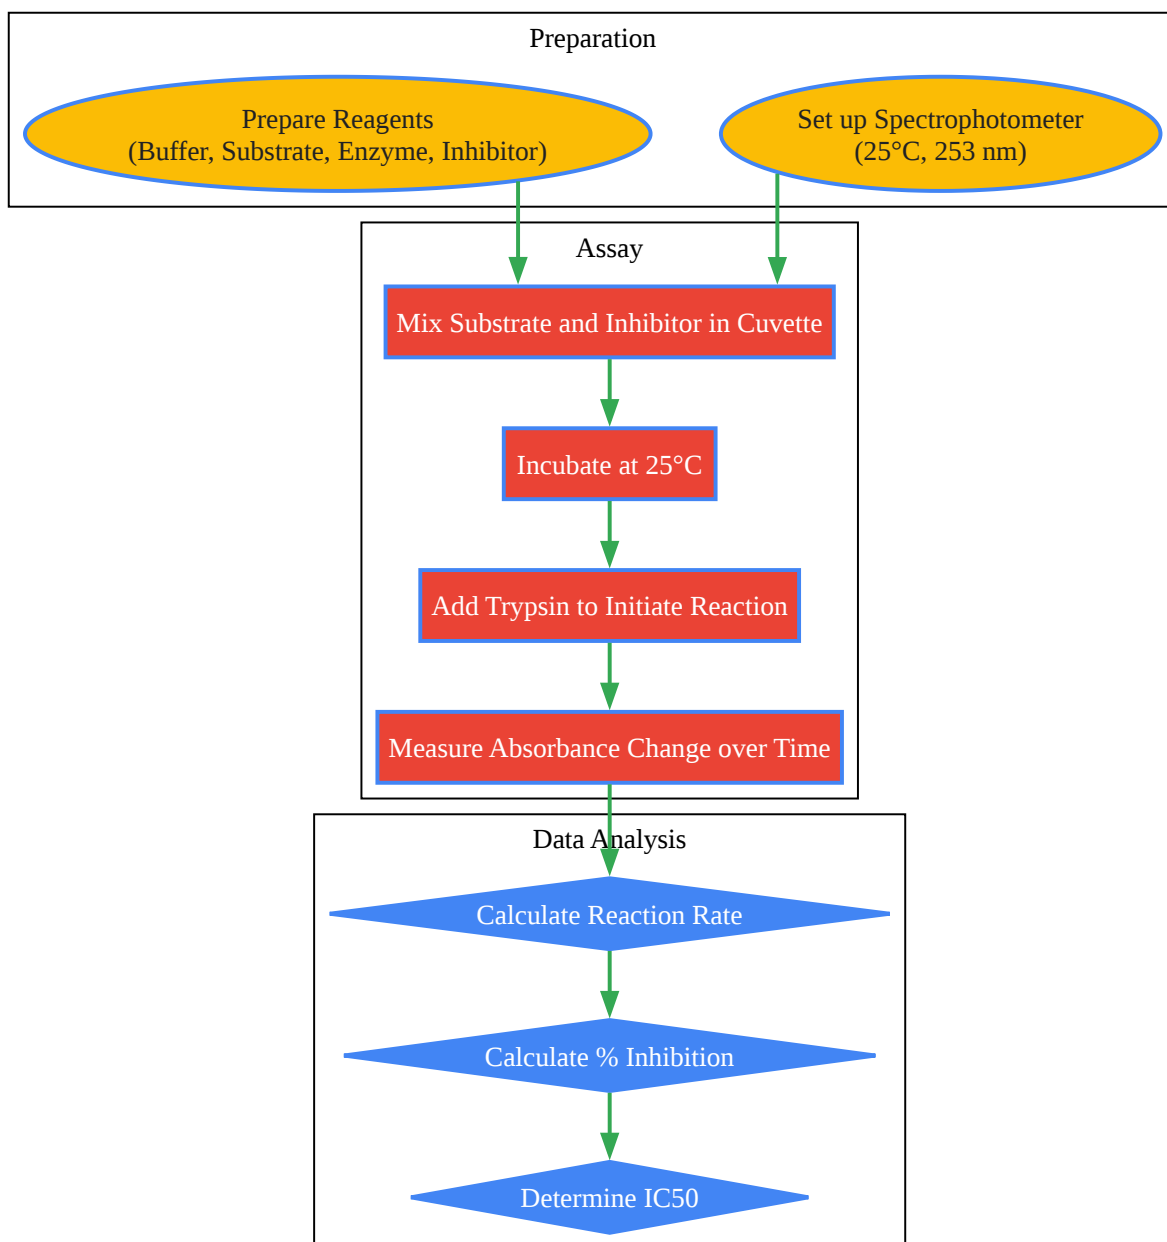 Preparation
Prepare Reagents
(Buffer, Substrate, Enzyme, Inhibitor)
Set up Spectrophotometer
(25°C, 253 nm)
Assay
Mix Substrate and Inhibitor in Cuvette
Incubate at 25°C
Add Trypsin to Initiate Reaction
Measure Absorbance Change over Time
Data Analysis
Calculate Reaction Rate
Calculate % Inhibition
Determine IC50